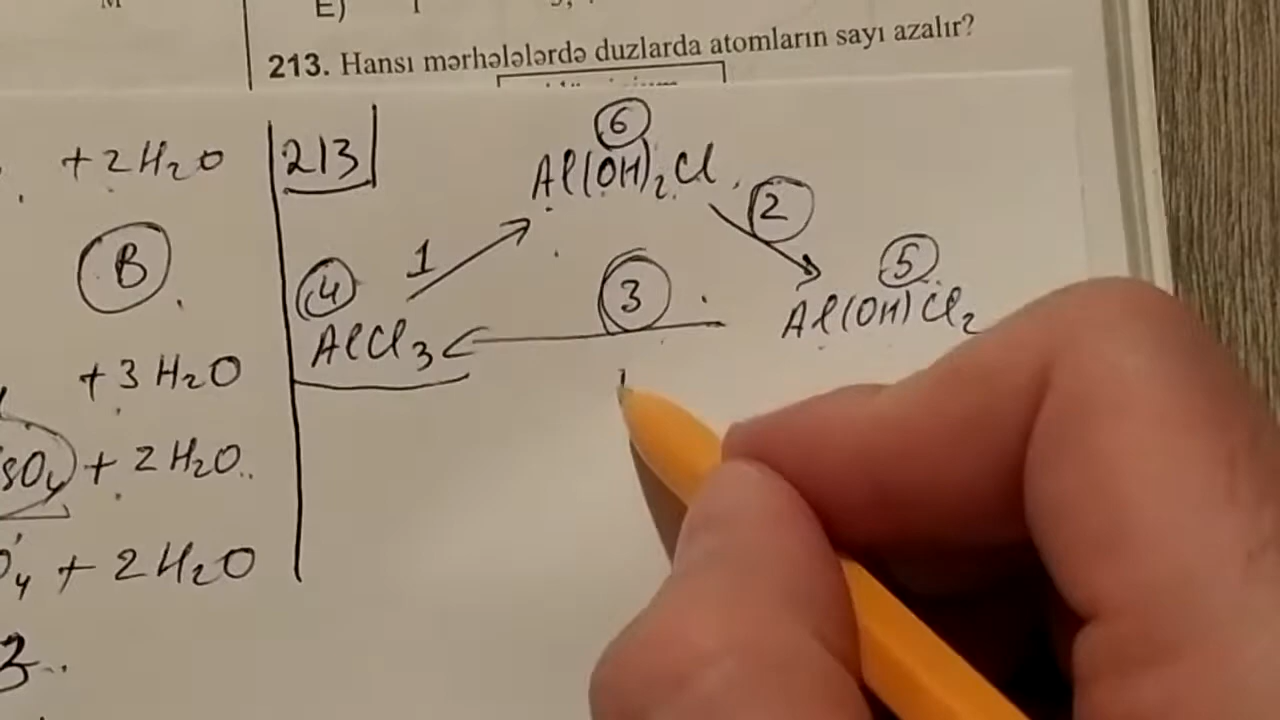 E)
213. Hansı mərhələlərdə duzlarda atomların sayı azalır?
+ 2H₂O
B
+ 3H₂O
SO₄) + 2H₂O
4 + 2H₂O
3
213
6
Al(OH)₂Cl
1
2
4
3
5
AlCl₃
Al(OH)Cl₂